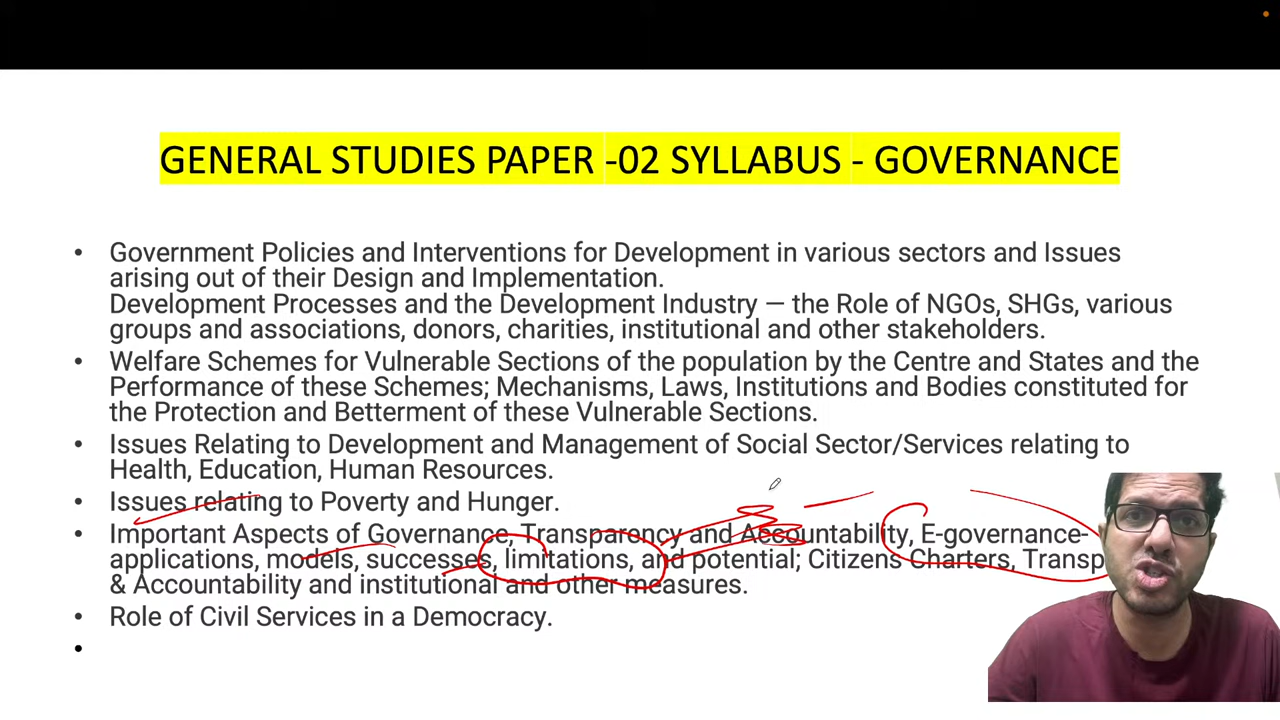 GENERAL STUDIES PAPER -02 SYLLABUS - GOVERNANCE
• Government Policies and Interventions for Development in various sectors and Issues
arising out of their Design and Implementation.
Development Processes and the Development Industry — the Role of NGOs, SHGs, various
groups and associations, donors, charities, institutional and other stakeholders.
• Welfare Schemes for Vulnerable Sections of the population by the Centre and States and the
Performance of these Schemes; Mechanisms, Laws, Institutions and Bodies constituted for
the Protection and Betterment of these Vulnerable Sections.
• Issues Relating to Development and Management of Social Sector/Services relating to
Health, Education, Human Resources.
• Issues relating to Poverty and Hunger.
• Important Aspects of Governance, Transparency and Accountability, E-governance-
applications, models, successes, limitations, and potential; Citizens Charters, Transp
& Accountability and institutional and other measures.
• Role of Civil Services in a Democracy.
•